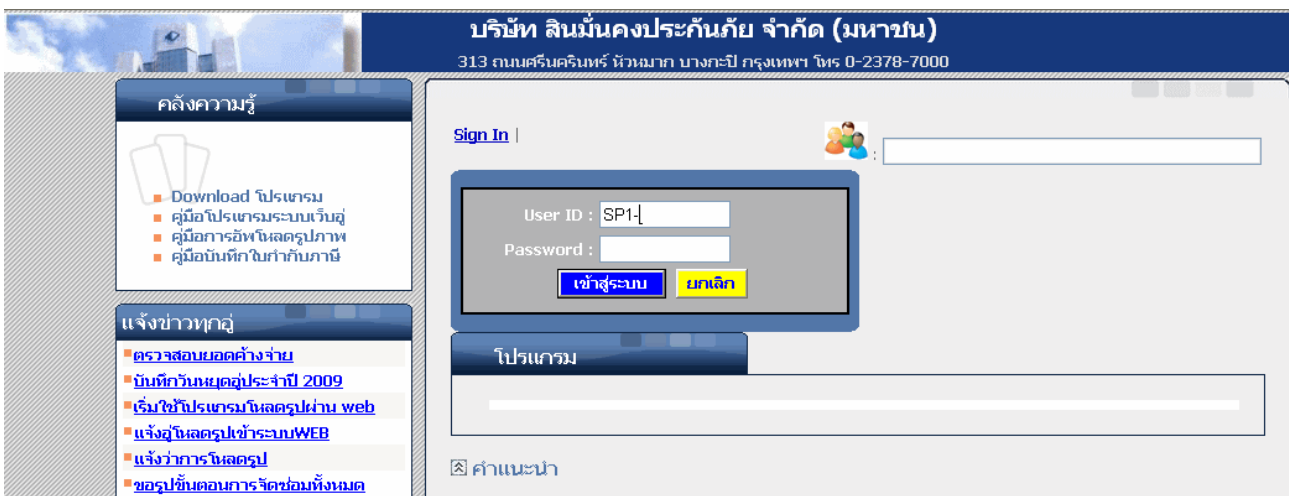 บริษัท สินมั่นคงประกันภัย จำกัด (มหาชน)
313 ถนนศรีนครินทร์ หัวหมาก บางกะปิ กรุงเทพฯ โทร 0-2378-7000
คลังความรู้
Download โปรแกรม
คู่มือโปรแกรมระบบเว็บอู่
คู่มือการอัพโหลดรูปภาพ
คู่มือบันทึกใบกำกับภาษี
แจ้งข่าวทุกอู่
ตรวจสอบยอดค้างจ่าย
บันทึกวันหยุดอู่ประจำปี 2009
เริ่มใช้โปรแกรมโหลดรูปผ่าน web
แจ้งอู่โหลดรูปเข้าระบบWEB
แจ้งว่าการโหลดรูป
ขอรูปขั้นตอนการจัดซ่อมทั้งหมด
Sign In |
:
User ID : SP1-
Password :
เข้าสู่ระบบ ยกเลิก
โปรแกรม
คำแนะนำ